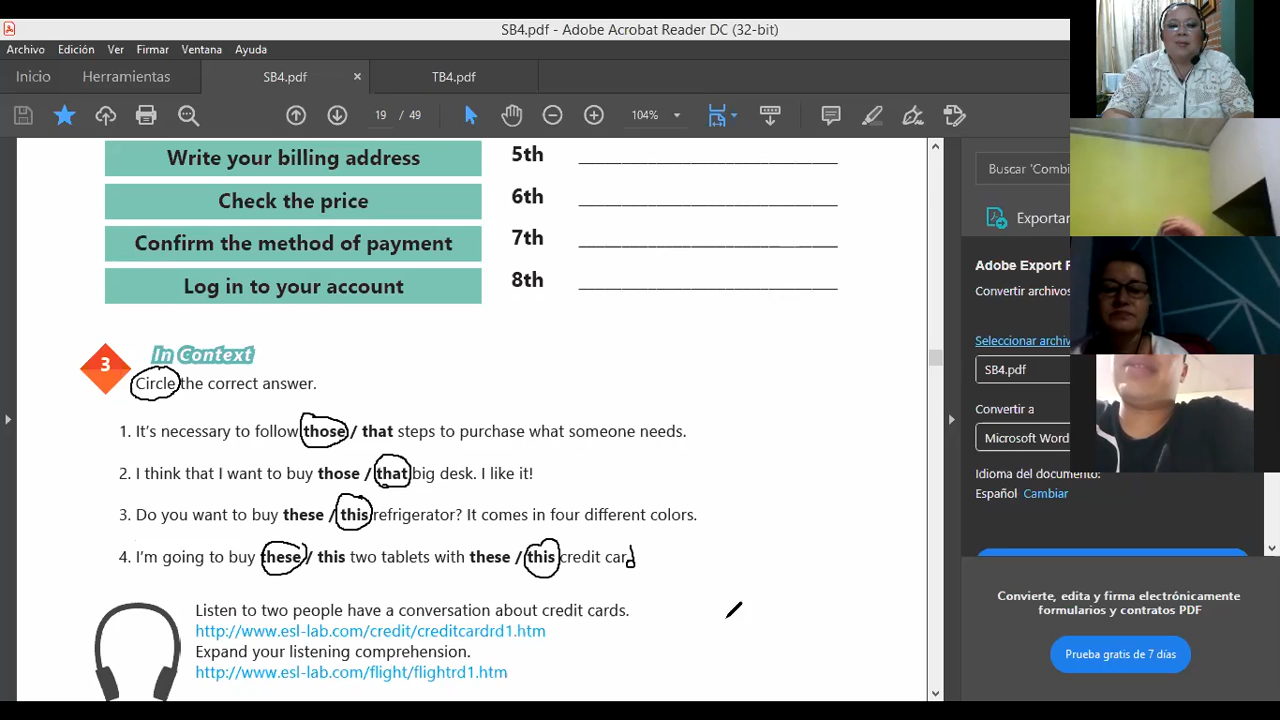 SB4.pdf - Adobe Acrobat Reader DC (32-bit)
Archivo Edición Ver Firmar Ventana Ayuda
Inicio Herramientas SB4.pdf × TB4.pdf
19 / 49 104%
Write your billing address 5th
Check the price 6th
Confirm the method of payment 7th
Log in to your account 8th
3 In Context
Circle the correct answer.
1. It's necessary to follow those / that steps to purchase what someone needs.
2. I think that I want to buy those / that big desk. I like it!
3. Do you want to buy these / this refrigerator? It comes in four different colors.
4. I'm going to buy these / this two tablets with these / this credit card
Listen to two people have a conversation about credit cards.
http://www.esl-lab.com/credit/creditcardrd1.htm
Expand your listening comprehension.
http://www.esl-lab.com/flight/flightrd1.htm
Buscar 'Combi
Exportar
Adobe Export
Convertir archivos
Seleccionar archiv
SB4.pdf
Convertir a
Microsoft Word
Idioma del documento:
Español Cambiar
Convierte, edita y firma electrónicamente
formularios y contratos PDF
Prueba gratis de 7 días